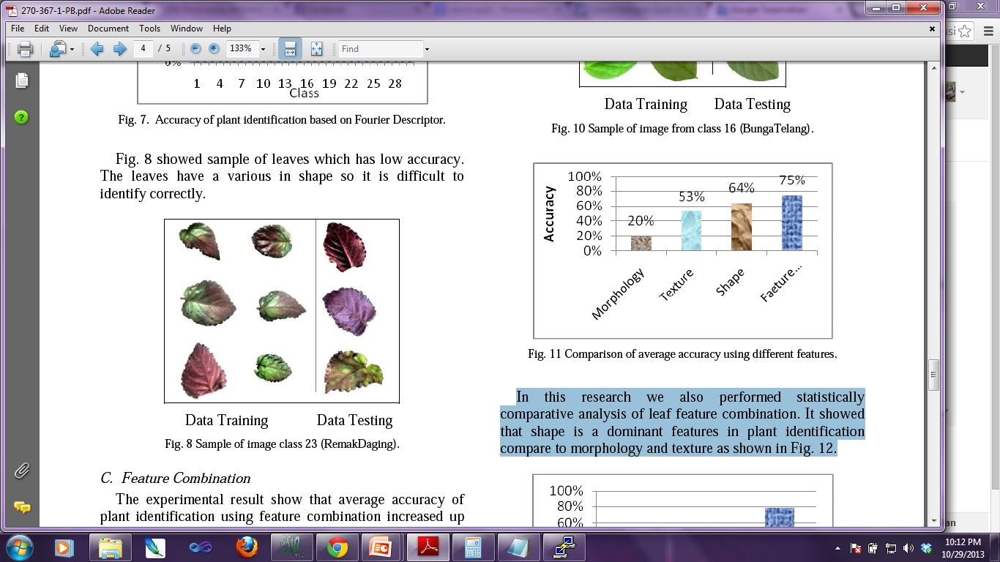 270-367-1-PB.pdf - Adobe Reader
File Edit View Document Tools Window Help
4 / 5 133% Find
0%
1 4 7 10 13 16 19 22 25 28
Class
Fig. 7. Accuracy of plant identification based on Fourier Descriptor.
Fig. 8 showed sample of leaves which has low accuracy.
The leaves have a various in shape so it is difficult to
identify correctly.
Data Training Data Testing
Fig. 8 Sample of image class 23 (RemakDaging).
C. Feature Combination
The experimental result show that average accuracy of
plant identification using feature combination increased up
Data Training Data Testing
Fig. 10 Sample of image from class 16 (BungaTelang).
Accuracy
100%
80%
60%
40%
20%
0%
20%
53%
64%
75%
Morphology
Texture
Shape
Faeture...
Fig. 11 Comparison of average accuracy using different features.
In this research we also performed statistically
comparative analysis of leaf feature combination. It showed
that shape is a dominant features in plant identification
compare to morphology and texture as shown in Fig. 12.
100%
80%
60%
usi
an
10:12 PM
10/29/2013